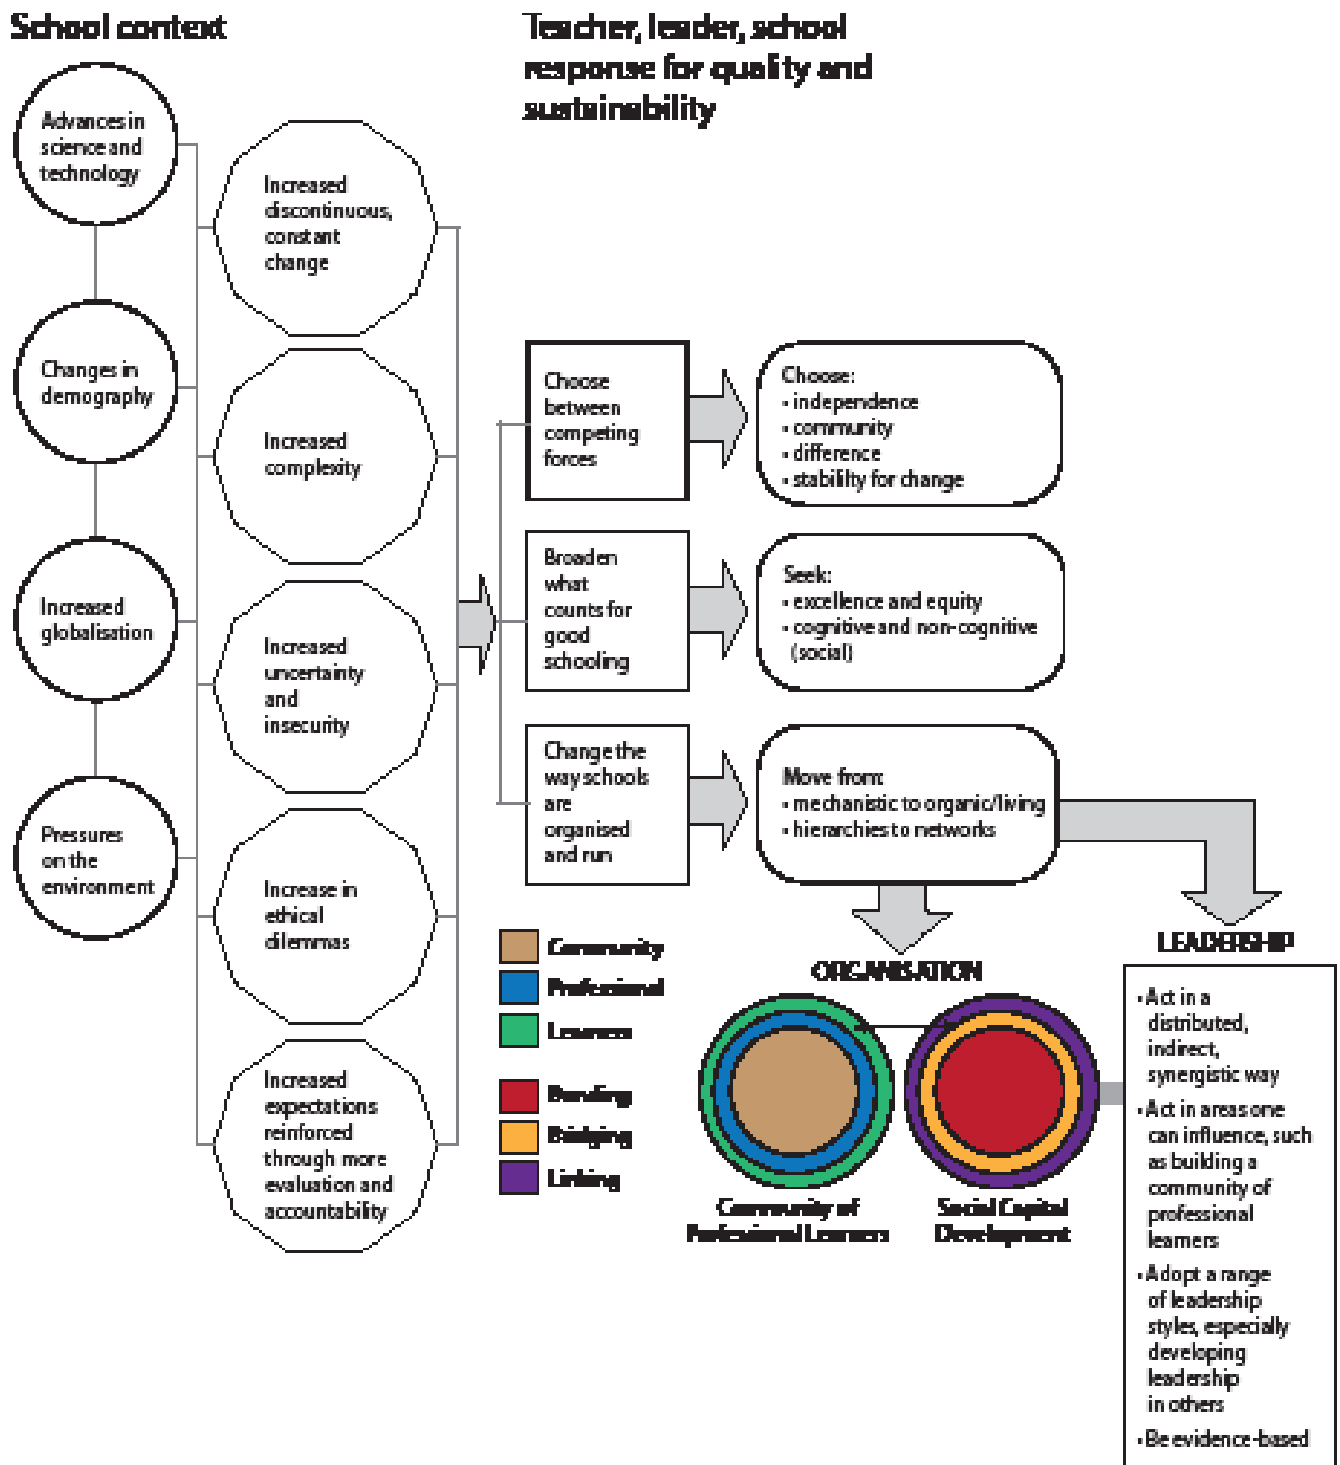 School context
Teacher, leader, school
response for quality and
sustainability
Advances in
science and
technology
Changes in
demography
Increased
globalisation
Pressures
on the
environment
Increased
discontinuous,
constant
change
Increased
complexity
Increased
uncertainty
and
insecurity
Increase in
ethical
dilemmas
Increased
expectations
reinforced
through more
evaluation and
accountability
Choose
between
competing
forces
Choose:
• independence
• community
• difference
• stabililty for change
Broaden
what
counts for
good
schooling
Seek:
• excellence and equity
• cognitive and non-cognitive
(social)
Change the
way schools
are
organised
and run
Move from:
• mechanistic to organic/living
• hierarchies to networks
Community
Professional
Learners
Bonding
Bridging
Linking
ORGANISATION
Community of
Professional Learners
Social Capital
Development
LEADERSHIP
• Act in a
distributed,
indirect,
synergistic way
• Act in areas one
can influence, such
as building a
community of
professional
learners
• Adopt a range
of leadership
styles, especially
developing
leadership
in others
• Be evidence-based